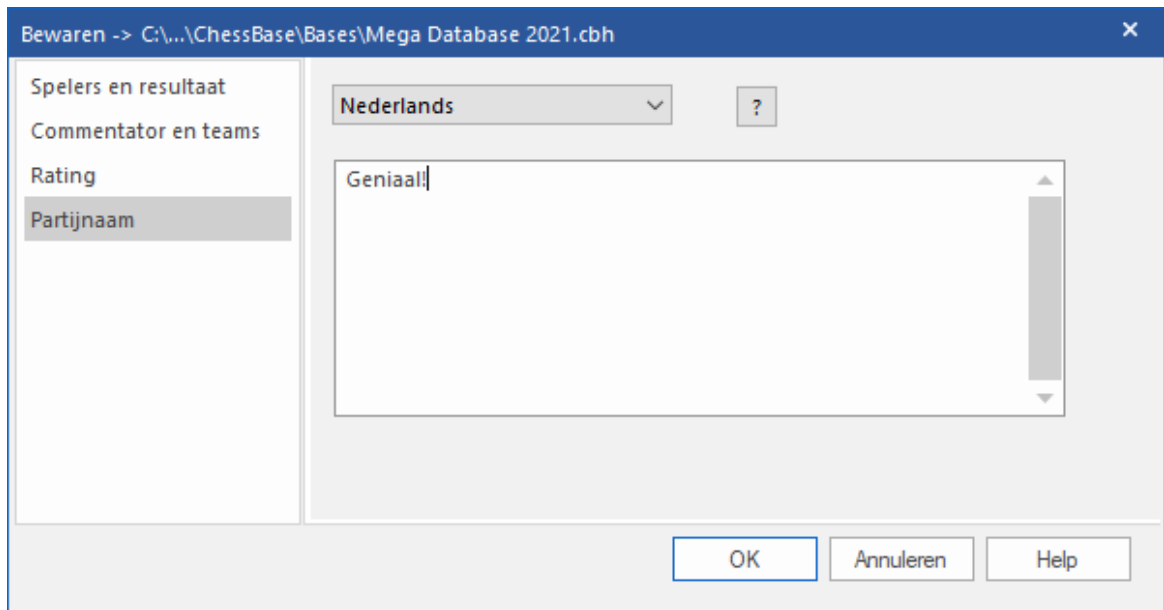 Bewaren -> C:\...\ChessBase\Bases\Mega Database 2021.cbh
Spelers en resultaat
Commentator en teams
Rating
Partijnaam
Nederlands
?
Geniaal!
OK
Annuleren
Help